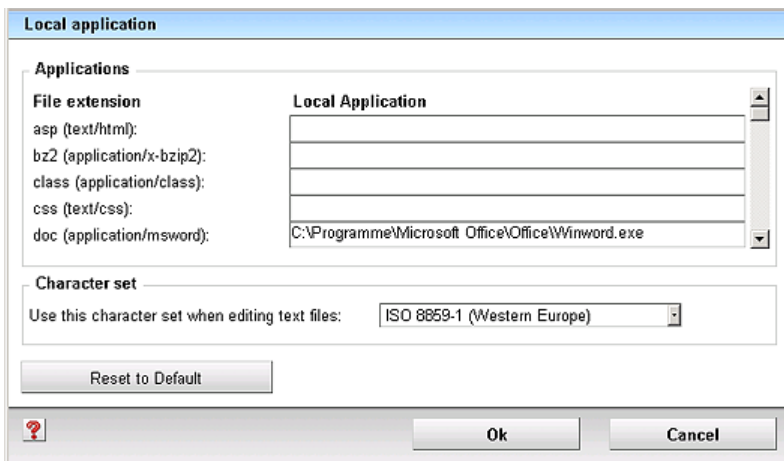 Local application
Applications
File extension Local Application
asp (text/html):
bz2 (application/x-bzip2):
class (application/class):
css (text/css):
doc (application/msword): C:\Programme\Microsoft Office\Office\Winword.exe
Character set
Use this character set when editing text files: ISO 8859-1 (Western Europe)
Reset to Default
? Ok Cancel